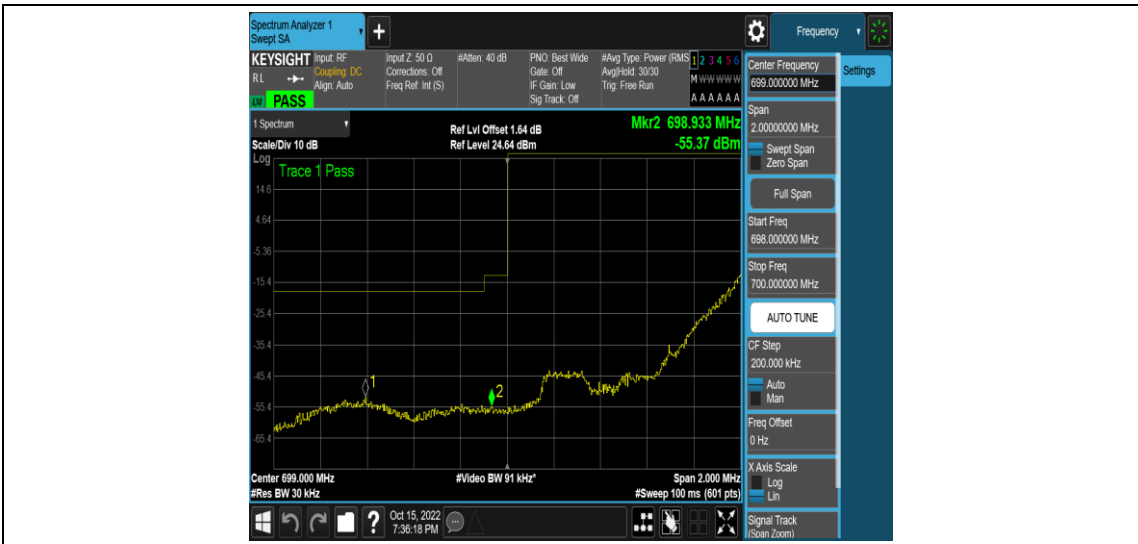 Spectrum Analyzer 1
Swept SA
+
Frequency
KEYSIGHT
RL
LXI PASS
Input: RF
Coupling: DC
Align: Auto
Input Z: 50 Ω
Corrections: Off
Freq Ref: Int (S)
#Atten: 40 dB
PNO: Best Wide
Gate: Off
IF Gain: Low
Sig Track: Off
#Avg Type: Power (RMS
Avg|Hold: 30/30
Trig: Free Run
1 2 3 4 5 6
M W W W W W
A A A A A A
1 Spectrum
Scale/Div 10 dB
Ref Lvl Offset 1.64 dB
Ref Level 24.64 dBm
Mkr2 698.933 MHz
-55.37 dBm
Log
Trace 1 Pass
14.6
4.64
-5.36
-15.4
-25.4
-35.4
-45.4
-55.4
-65.4
1
2
Center 699.000 MHz
#Res BW 30 kHz
#Video BW 91 kHz*
Span 2.000 MHz
#Sweep 100 ms (601 pts)
?
Oct 15, 2022
7:36:18 PM
Center Frequency
699.000000 MHz
Settings
Span
2.00000000 MHz
Swept Span
Zero Span
Full Span
Start Freq
698.000000 MHz
Stop Freq
700.000000 MHz
AUTO TUNE
CF Step
200.000 kHz
Auto
Man
Freq Offset
0 Hz
X Axis Scale
Log
Lin
Signal Track
(Span Zoom)